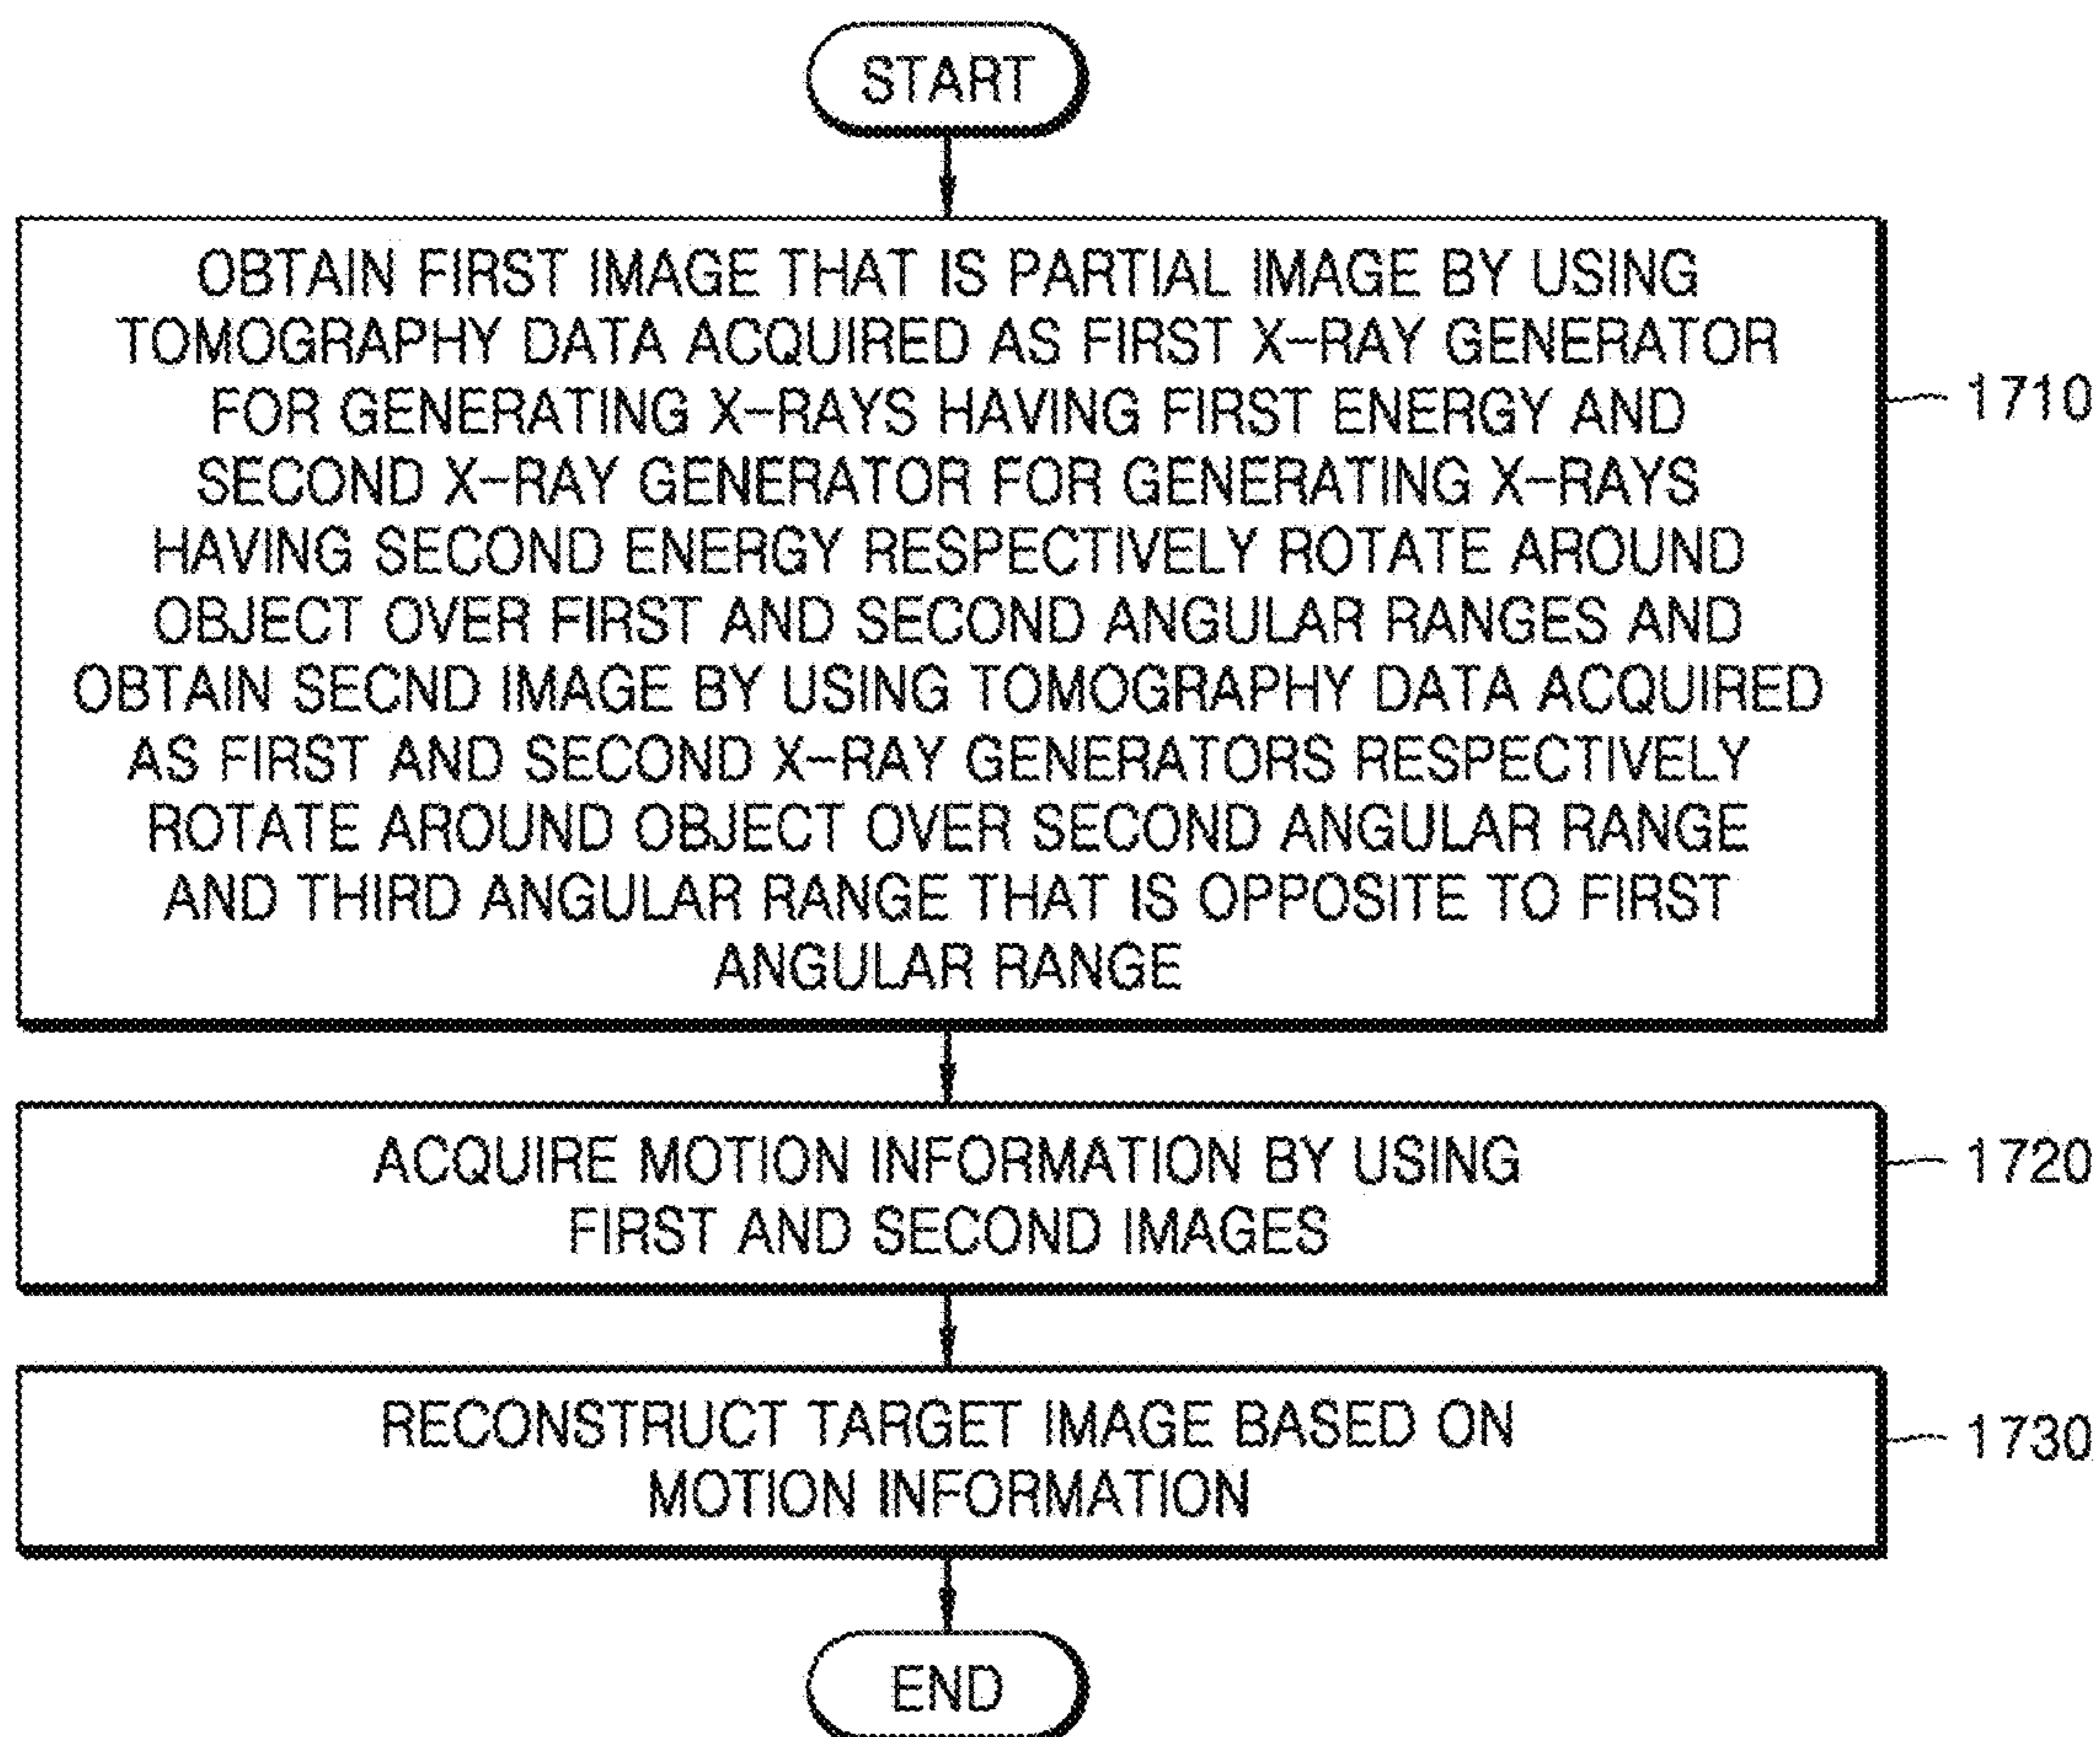 START
OBTAIN FIRST IMAGE THAT IS PARTIAL IMAGE BY USING
TOMOGRAPHY DATA ACQUIRED AS FIRST X-RAY GENERATOR
FOR GENERATING X-RAYS HAVING FIRST ENERGY AND
SECOND X-RAY GENERATOR FOR GENERATING X-RAYS
HAVING SECOND ENERGY RESPECTIVELY ROTATE AROUND
OBJECT OVER FIRST AND SECOND ANGULAR RANGES AND
OBTAIN SECND IMAGE BY USING TOMOGRAPHY DATA ACQUIRED
AS FIRST AND SECOND X-RAY GENERATORS RESPECTIVELY
ROTATE AROUND OBJECT OVER SECOND ANGULAR RANGE
AND THIRD ANGULAR RANGE THAT IS OPPOSITE TO FIRST
ANGULAR RANGE
1710
ACQUIRE MOTION INFORMATION BY USING
FIRST AND SECOND IMAGES
1720
RECONSTRUCT TARGET IMAGE BASED ON
MOTION INFORMATION
1730
END